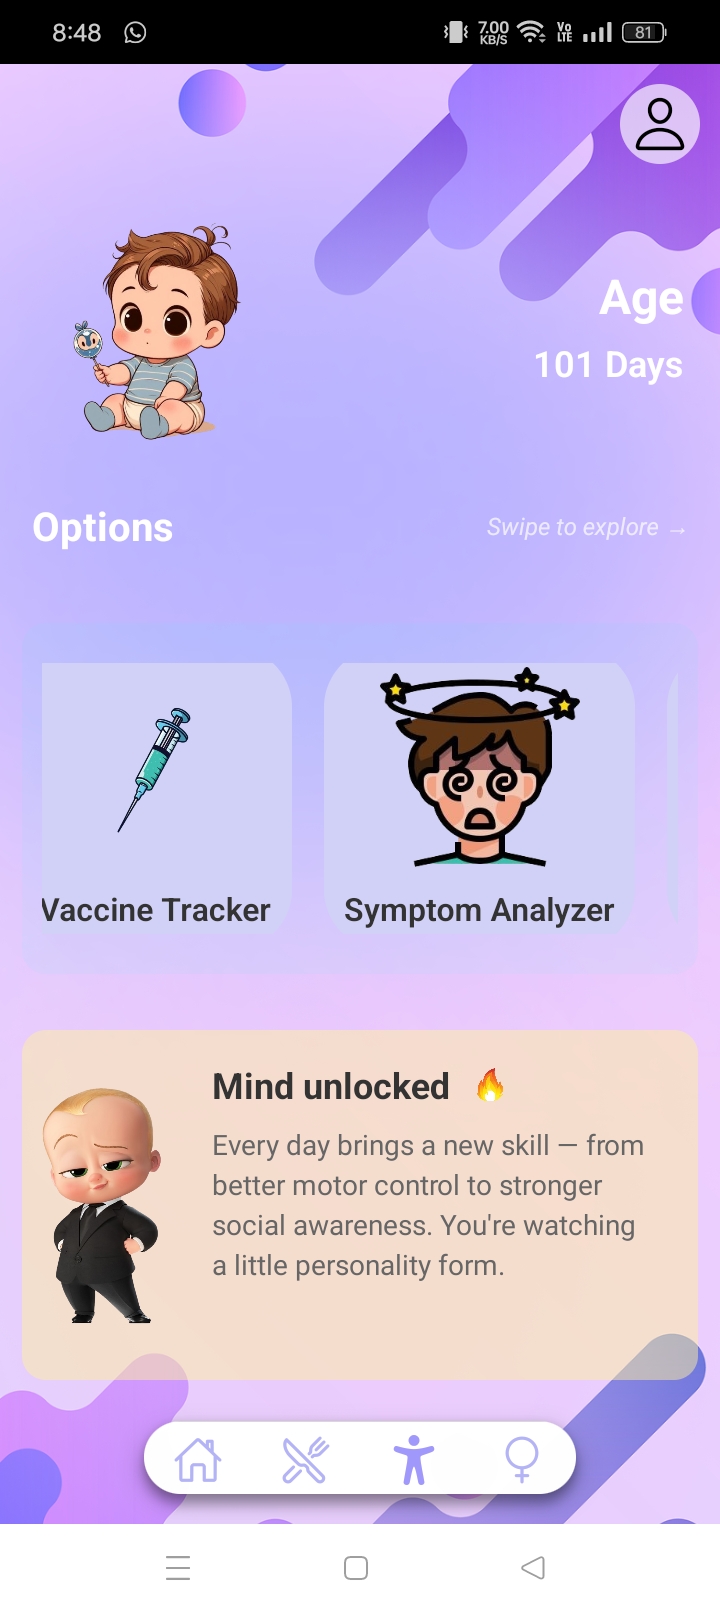 8:48
7.00
KB/S
Vo
LTE
81
Age
101 Days
Options
Swipe to explore →
Vaccine Tracker
Symptom Analyzer
Mind unlocked 🔥
Every day brings a new skill — from
better motor control to stronger
social awareness. You're watching
a little personality form.